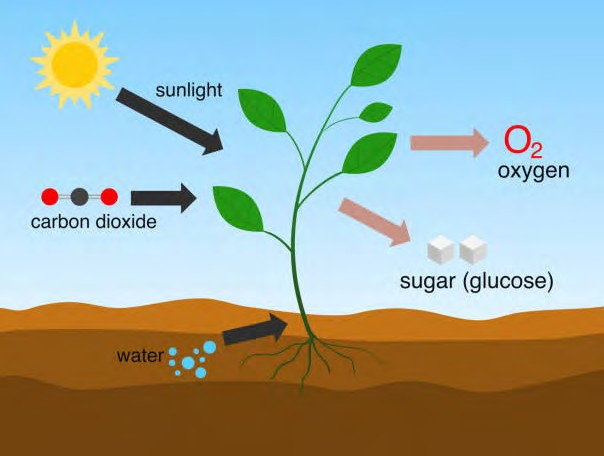 sunlight
O2
oxygen
carbon dioxide
sugar (glucose)
water